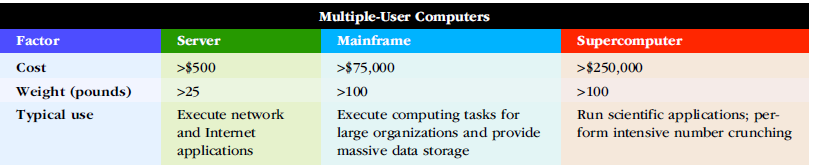 Multiple-User Computers
Factor Server Mainframe Supercomputer
Cost >$500 >$75,000 >$250,000
Weight (pounds) >25 >100 >100
Typical use Execute network Execute computing tasks for Run scientific applications; per-
and Internet large organizations and provide form intensive number crunching
applications massive data storage